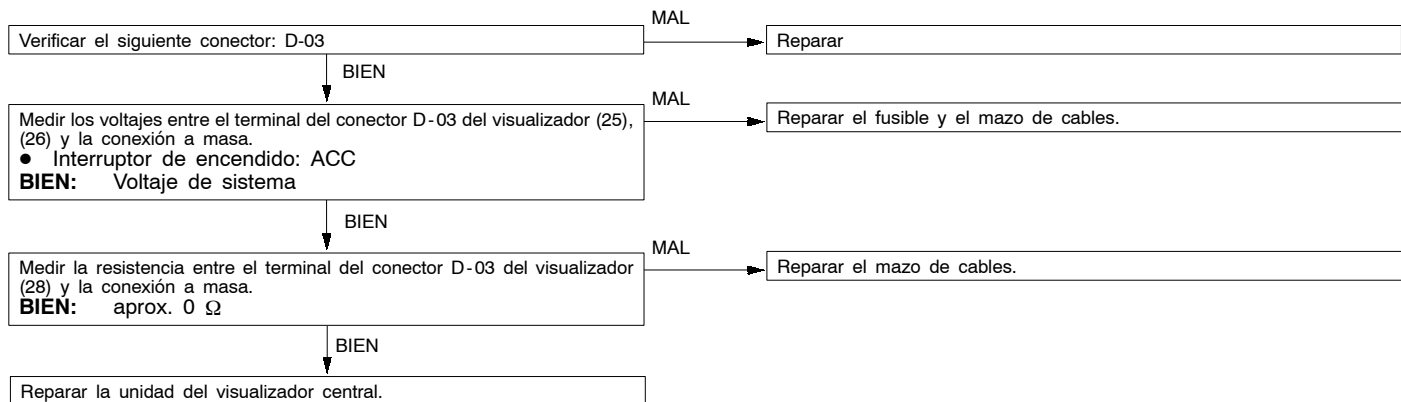 MAL
Verificar el siguiente conector: D-03
Reparar
BIEN
MAL
Medir los voltajes entre el terminal del conector D-03 del visualizador (25),
(26) y la conexión a masa.
● Interruptor de encendido: ACC
BIEN: Voltaje de sistema
Reparar el fusible y el mazo de cables.
BIEN
MAL
Medir la resistencia entre el terminal del conector D-03 del visualizador
(28) y la conexión a masa.
BIEN: aprox. 0 Ω
Reparar el mazo de cables.
BIEN
Reparar la unidad del visualizador central.